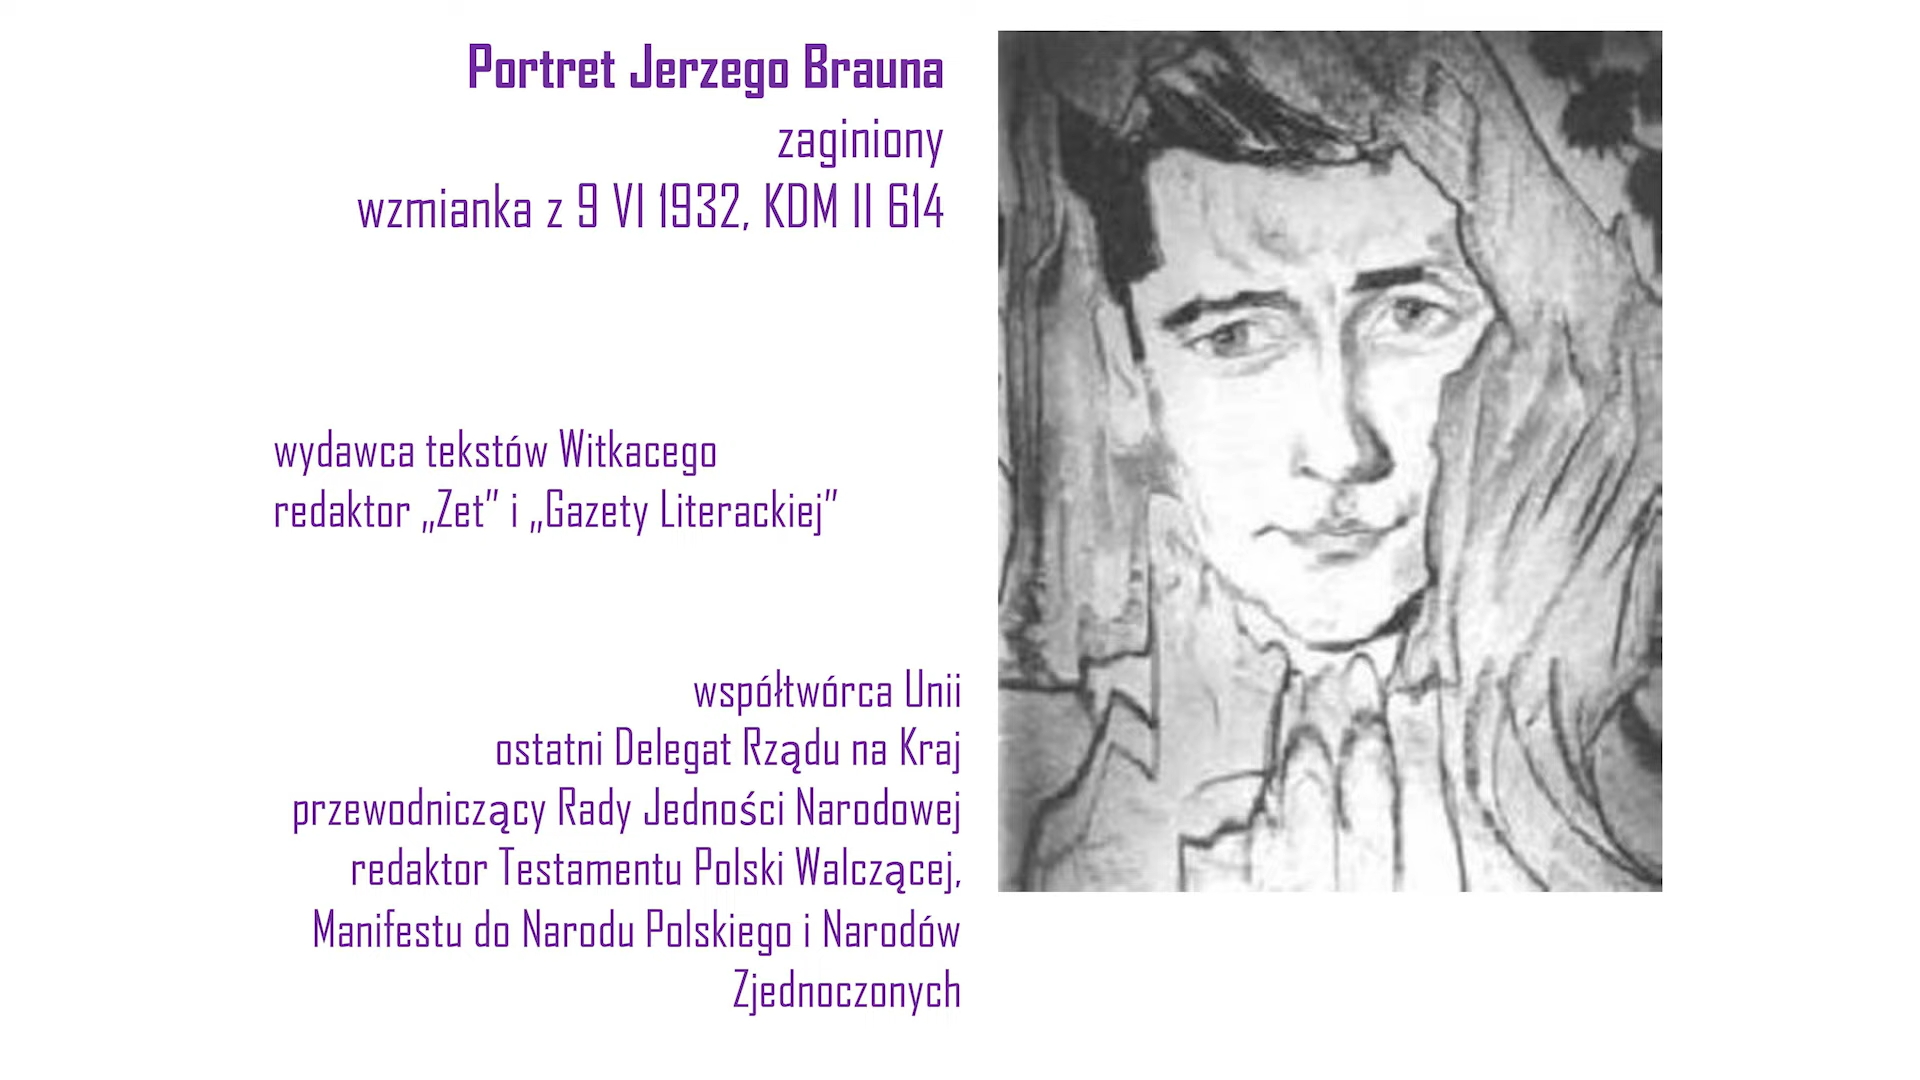 Portret Jerzego Brauna
zaginiony
wzmianka z 9 VI 1932, KDM II 614
wydawca tekstów Witkacego
redaktor „Zet” i „Gazety Literackiej”
współtwórca Unii
ostatni Delegat Rządu na Kraj
przewodniczący Rady Jedności Narodowej
redaktor Testamentu Polski Walczącej,
Manifestu do Narodu Polskiego i Narodów
Zjednoczonych